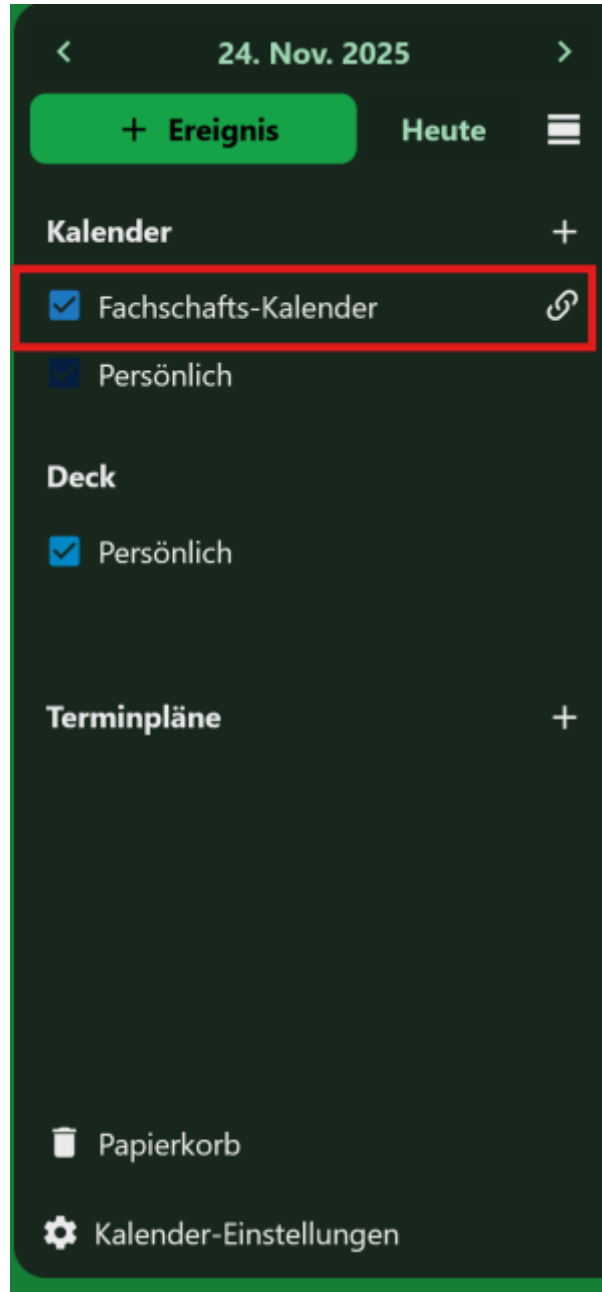 24. Nov. 2025
+ Ereignis Heute
Kalender +
Fachschafts-Kalender
Persönlich
Deck
Persönlich
Terminpläne +
Papierkorb
Kalender-Einstellungen